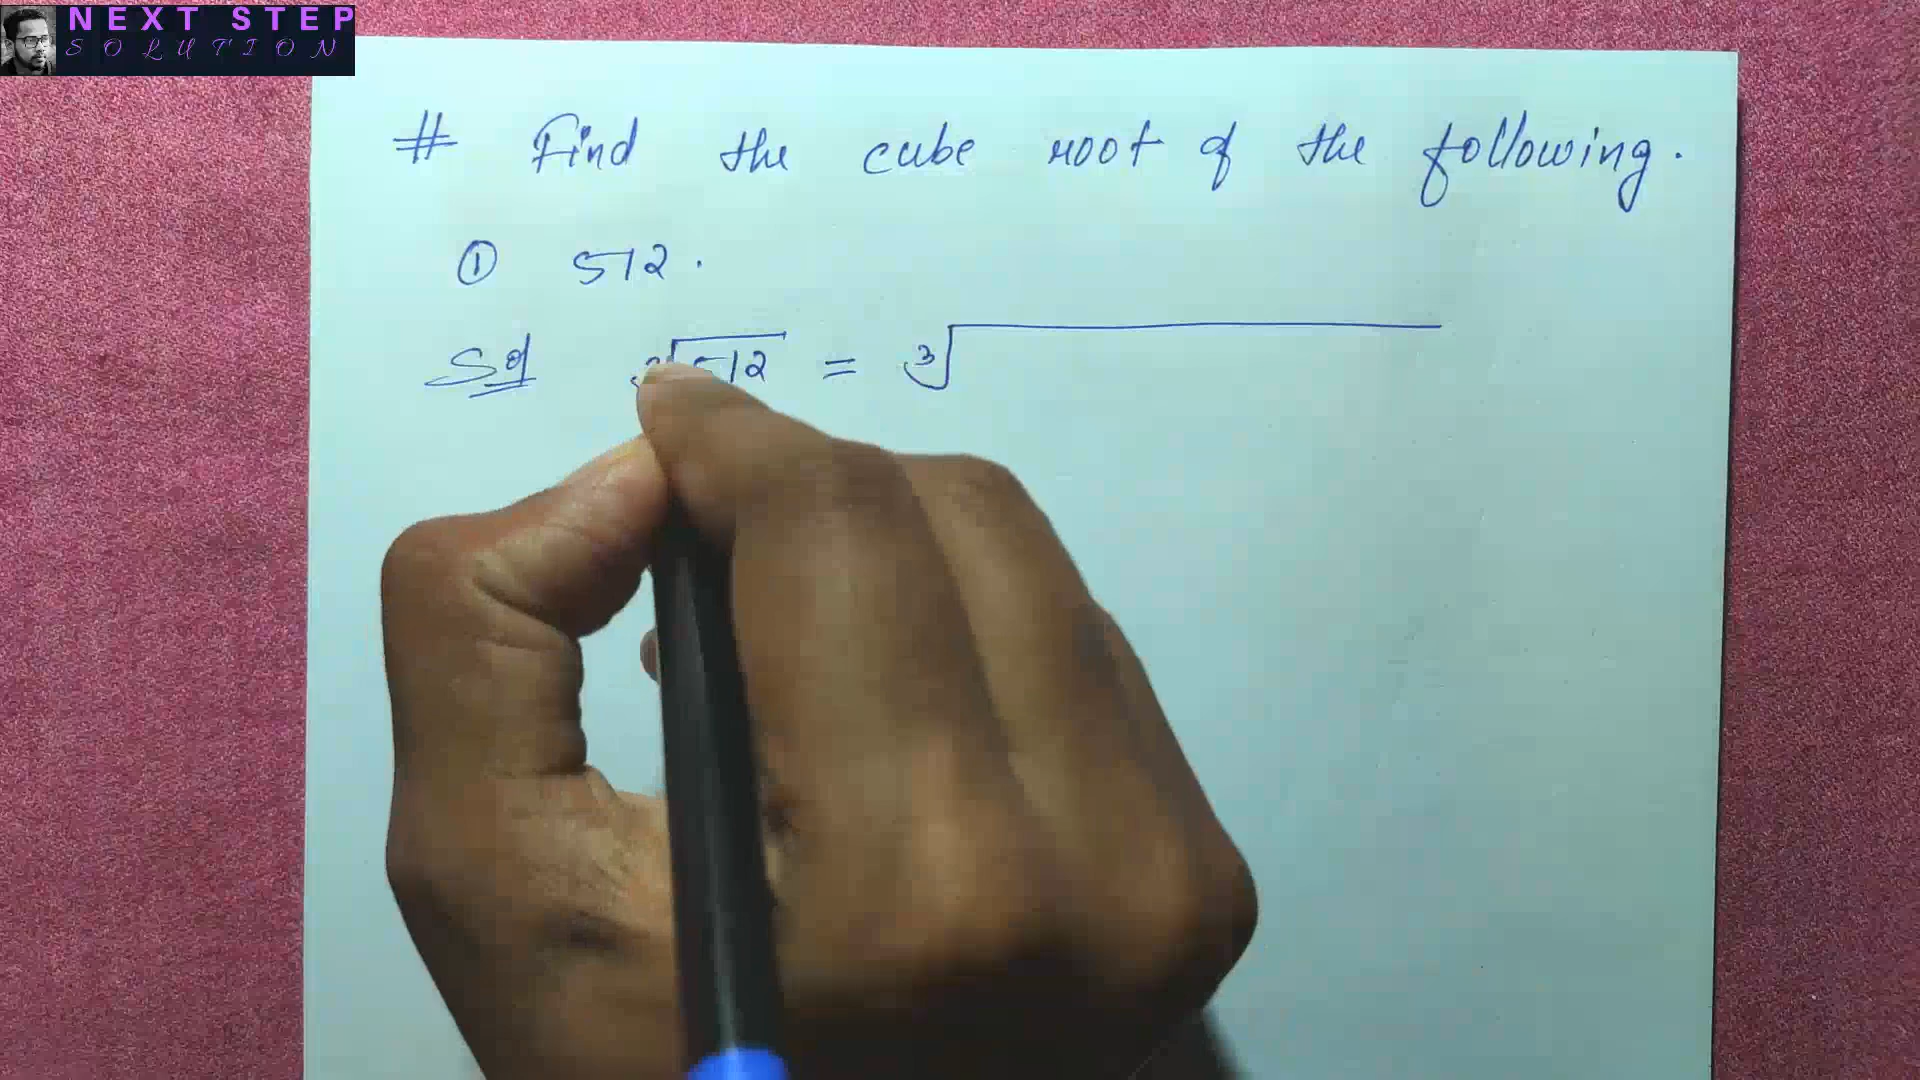 NEXT STEP
SOLUTION
# Find the cube root of the following.
① 512.
Sol ∛512 = ∛